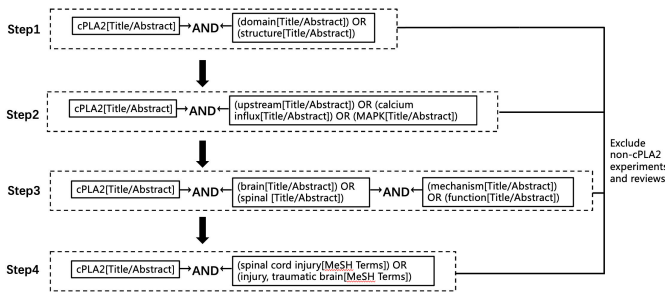 Step1
cPLA2[Title/Abstract]
AND
(domain[Title/Abstract]) OR
(structure[Title/Abstract])
Step2
cPLA2[Title/Abstract]
AND
(upstream[Title/Abstract]) OR (calcium
influx[Title/Abstract]) OR (MAPK[Title/Abstract])
Step3
cPLA2[Title/Abstract]
AND
(brain[Title/Abstract]) OR
(spinal [Title/Abstract])
AND
(mechanism[Title/Abstract])
OR (function[Title/Abstract])
Step4
cPLA2[Title/Abstract]
AND
(spinal cord injury[MeSH Terms]) OR
(injury, traumatic brain[MeSH Terms])
Exclude
non-cPLA2
experiments
and reviews